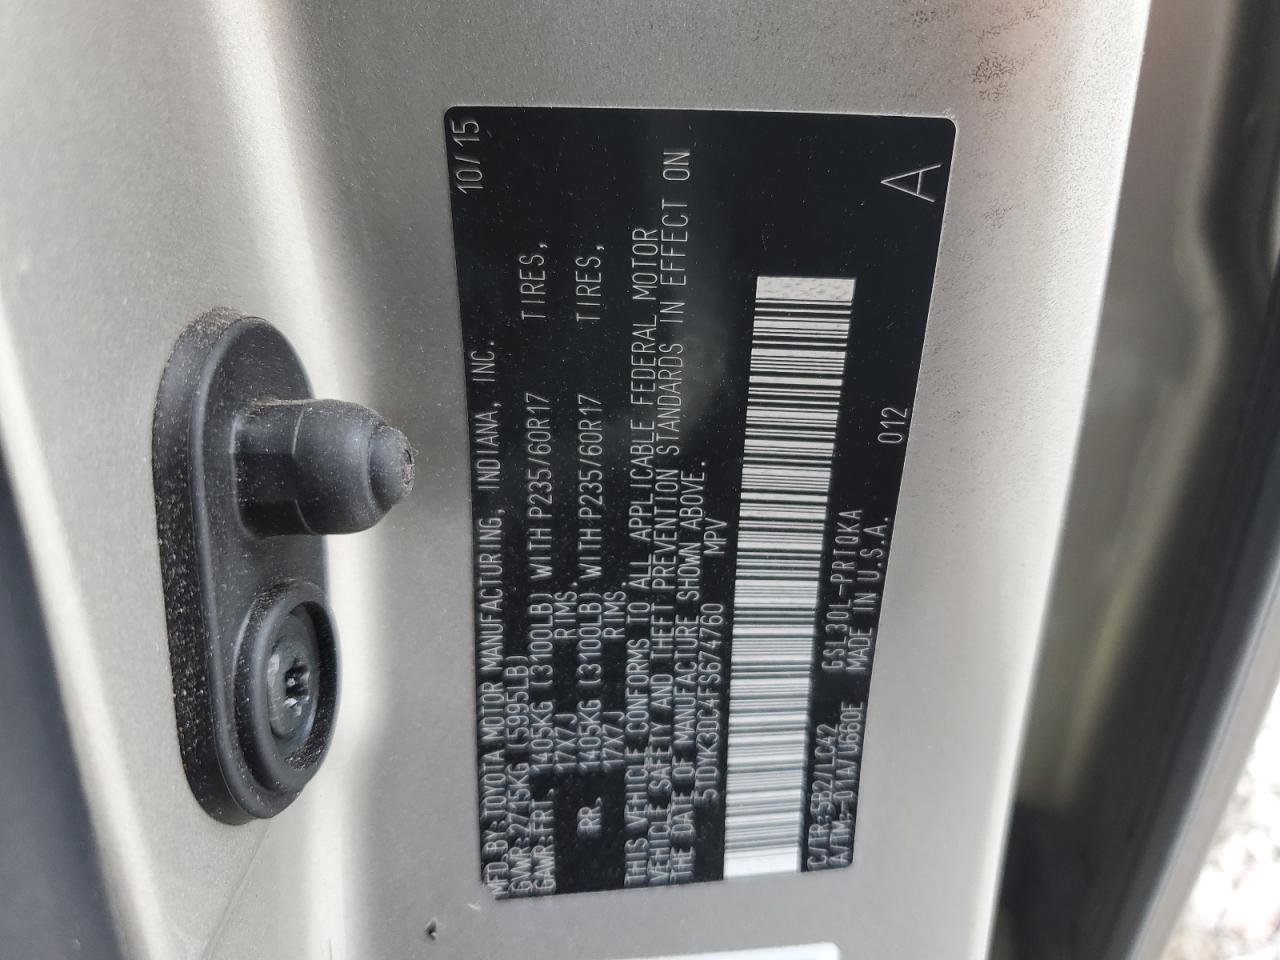 MFD.BY:TOYOTA MOTOR MANUFACTURING, INDIANA, INC. 10/15
GVWR:2715KG (5995LB)
GAWR:FRT. 1405KG (3100LB) WITH P235/60R17 TIRES,
17X7J RIMS.
RR. 1405KG (3100LB) WITH P235/60R17 TIRES,
17X7J RIMS.
THIS VEHICLE CONFORMS TO ALL APPLICABLE FEDERAL MOTOR
VEHICLE SAFETY AND THEFT PREVENTION STANDARDS IN EFFECT ON
THE DATE OF MANUFACTURE SHOWN ABOVE.
5TDYK3DC4FS674760 MPV
C/TR:5B2/LC42 GSL30L-PRTQKA
A/TM:-01A/U660E MADE IN U.S.A. 012 A